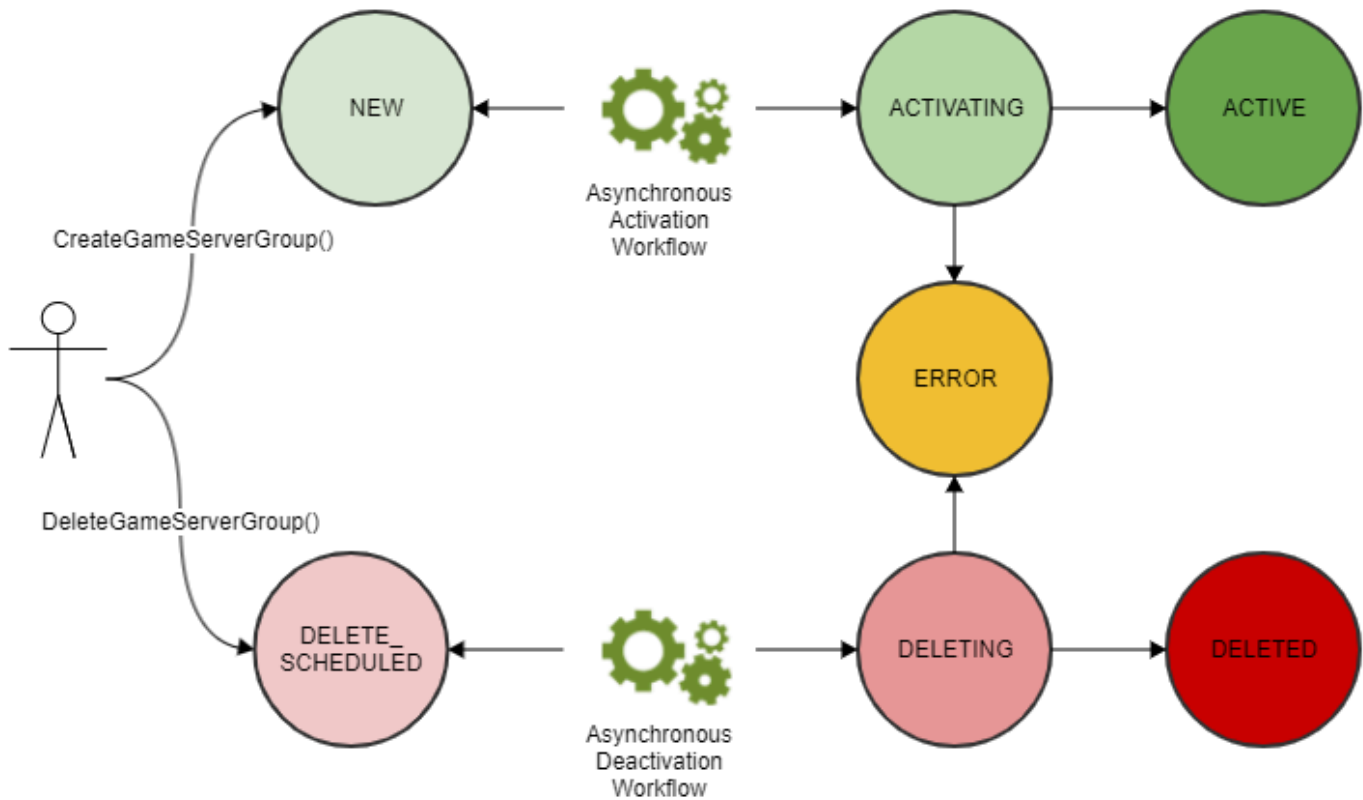 NEW
ACTIVATING
ACTIVE
Asynchronous
Activation
Workflow
CreateGameServerGroup()
ERROR
DeleteGameServerGroup()
DELETE_
SCHEDULED
DELETING
DELETED
Asynchronous
Deactivation
Workflow